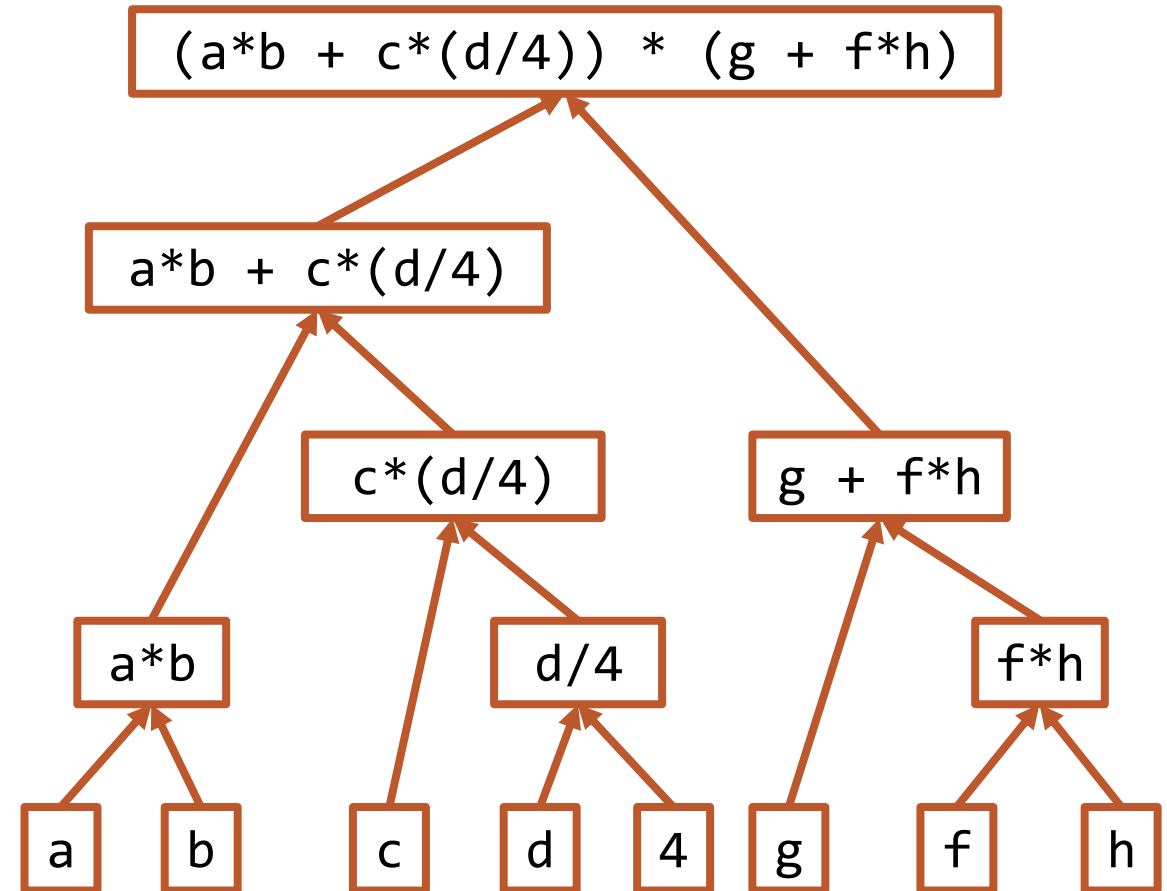 (a*b + c*(d/4)) * (g + f*h)
a*b + c*(d/4)
c*(d/4)
g + f*h
a*b
d/4
f*h
a
b
c
d
4
g
f
h